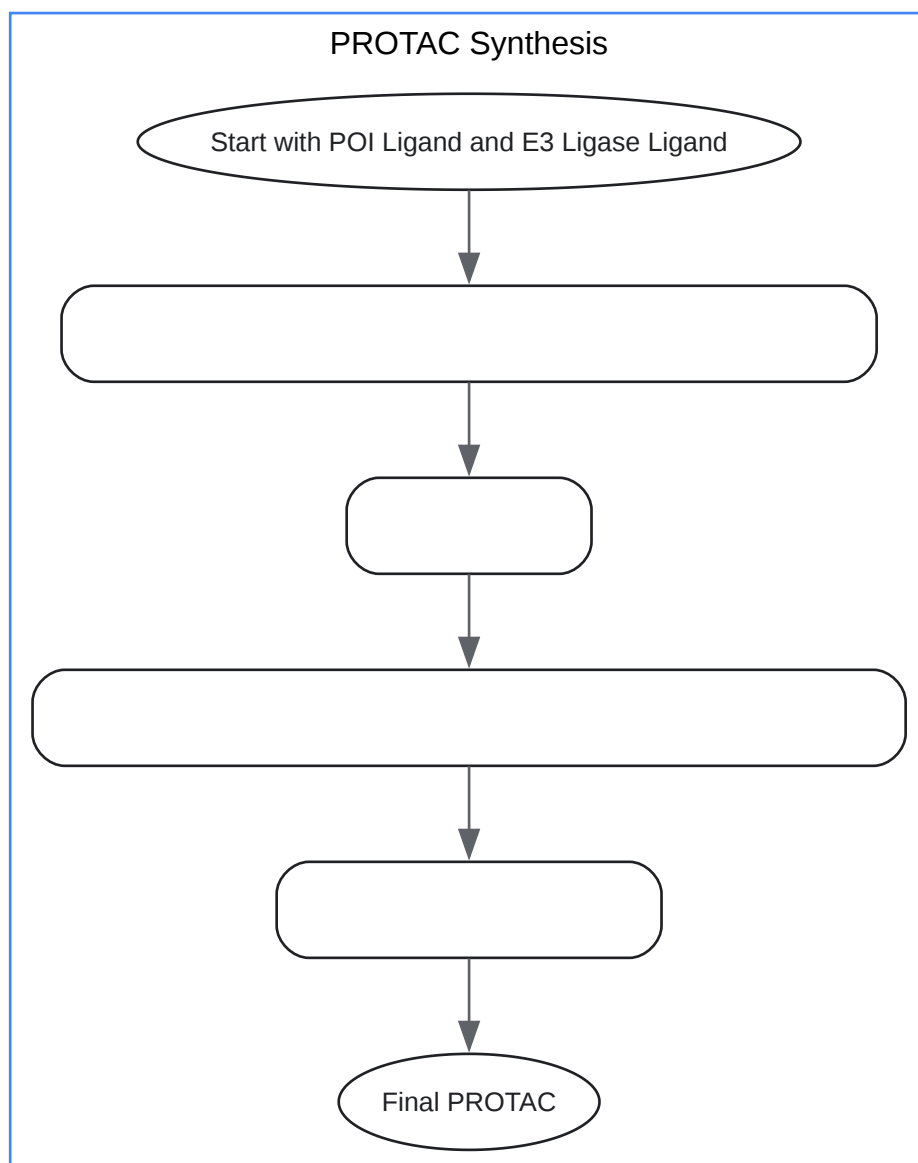 PROTAC Synthesis
Start with POI Ligand and E3 Ligase Ligand
Final PROTAC